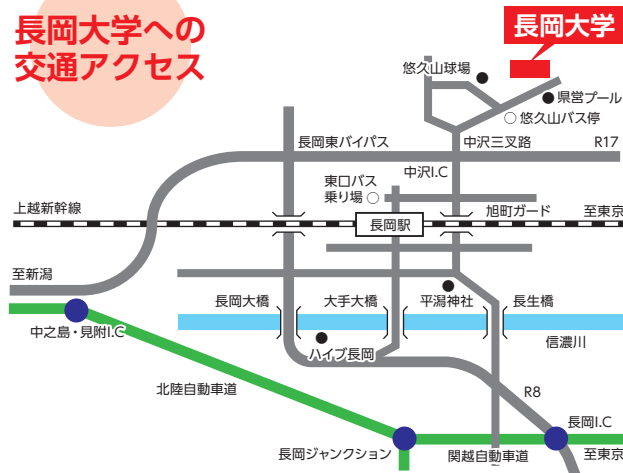 長岡大学への
交通アクセス
長岡大学
悠久山球場
県営プール
悠久山バス停
長岡東バイパス
中沢三叉路
R17
中沢I.C
東口バス
乗り場
上越新幹線
長岡駅
旭町ガード
至東京
至新潟
長岡大橋
大手大橋
平潟神社
長生橋
中之島・見附I.C
ハイブ長岡
信濃川
北陸自動車道
R8
長岡I.C
長岡ジャンクション
関越自動車道
至東京